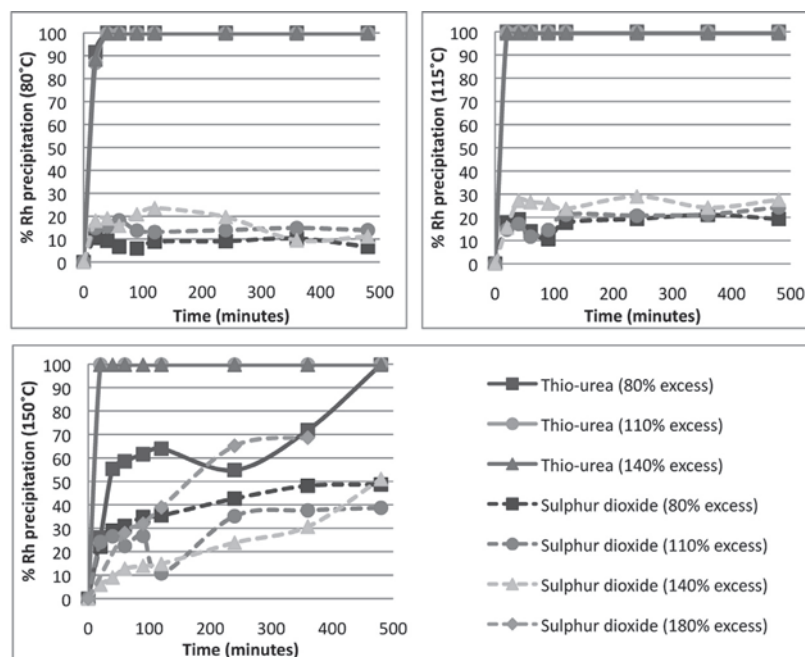 % Rh precipitation (80˚C)
100
90
80
70
60
50
40
30
20
10
0
0 100 200 300 400 500
Time (minutes)
% Rh precipitation (115˚C)
100
90
80
70
60
50
40
30
20
10
0
0 100 200 300 400 500
Time (minutes)
% Rh precipitation (150˚C)
100
90
80
70
60
50
40
30
20
10
0
0 100 200 300 400 500
Time (minutes)
Thio-urea (80% excess)
Thio-urea (110% excess)
Thio-urea (140% excess)
Sulphur dioxide (80% excess)
Sulphur dioxide (110% excess)
Sulphur dioxide (140% excess)
Sulphur dioxide (180% excess)